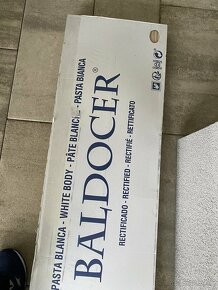 PASTA BLANCA - WHITE BODY - PÂTE BLANCHE - PASTA BIANCA
BALDOCER®
RECTIFICADO - RECTIFIED - RECTIFIÉ - RETTIFICATO